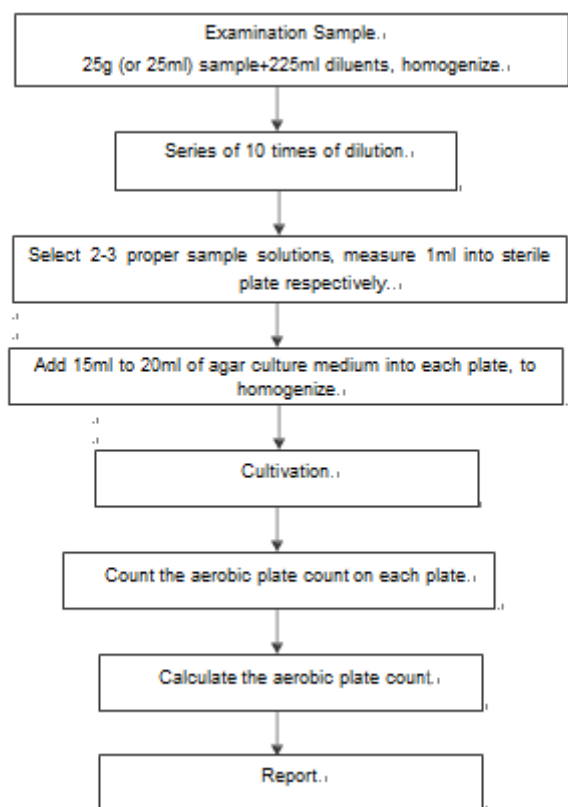 Examination Sample.
25g (or 25ml) sample+225ml diluents, homogenize.
Series of 10 times of dilution.
Select 2-3 proper sample solutions, measure 1ml into sterile
plate respectively..
Add 15ml to 20ml of agar culture medium into each plate, to
homogenize.
Cultivation.
Count the aerobic plate count on each plate.
Calculate the aerobic plate count.
Report.